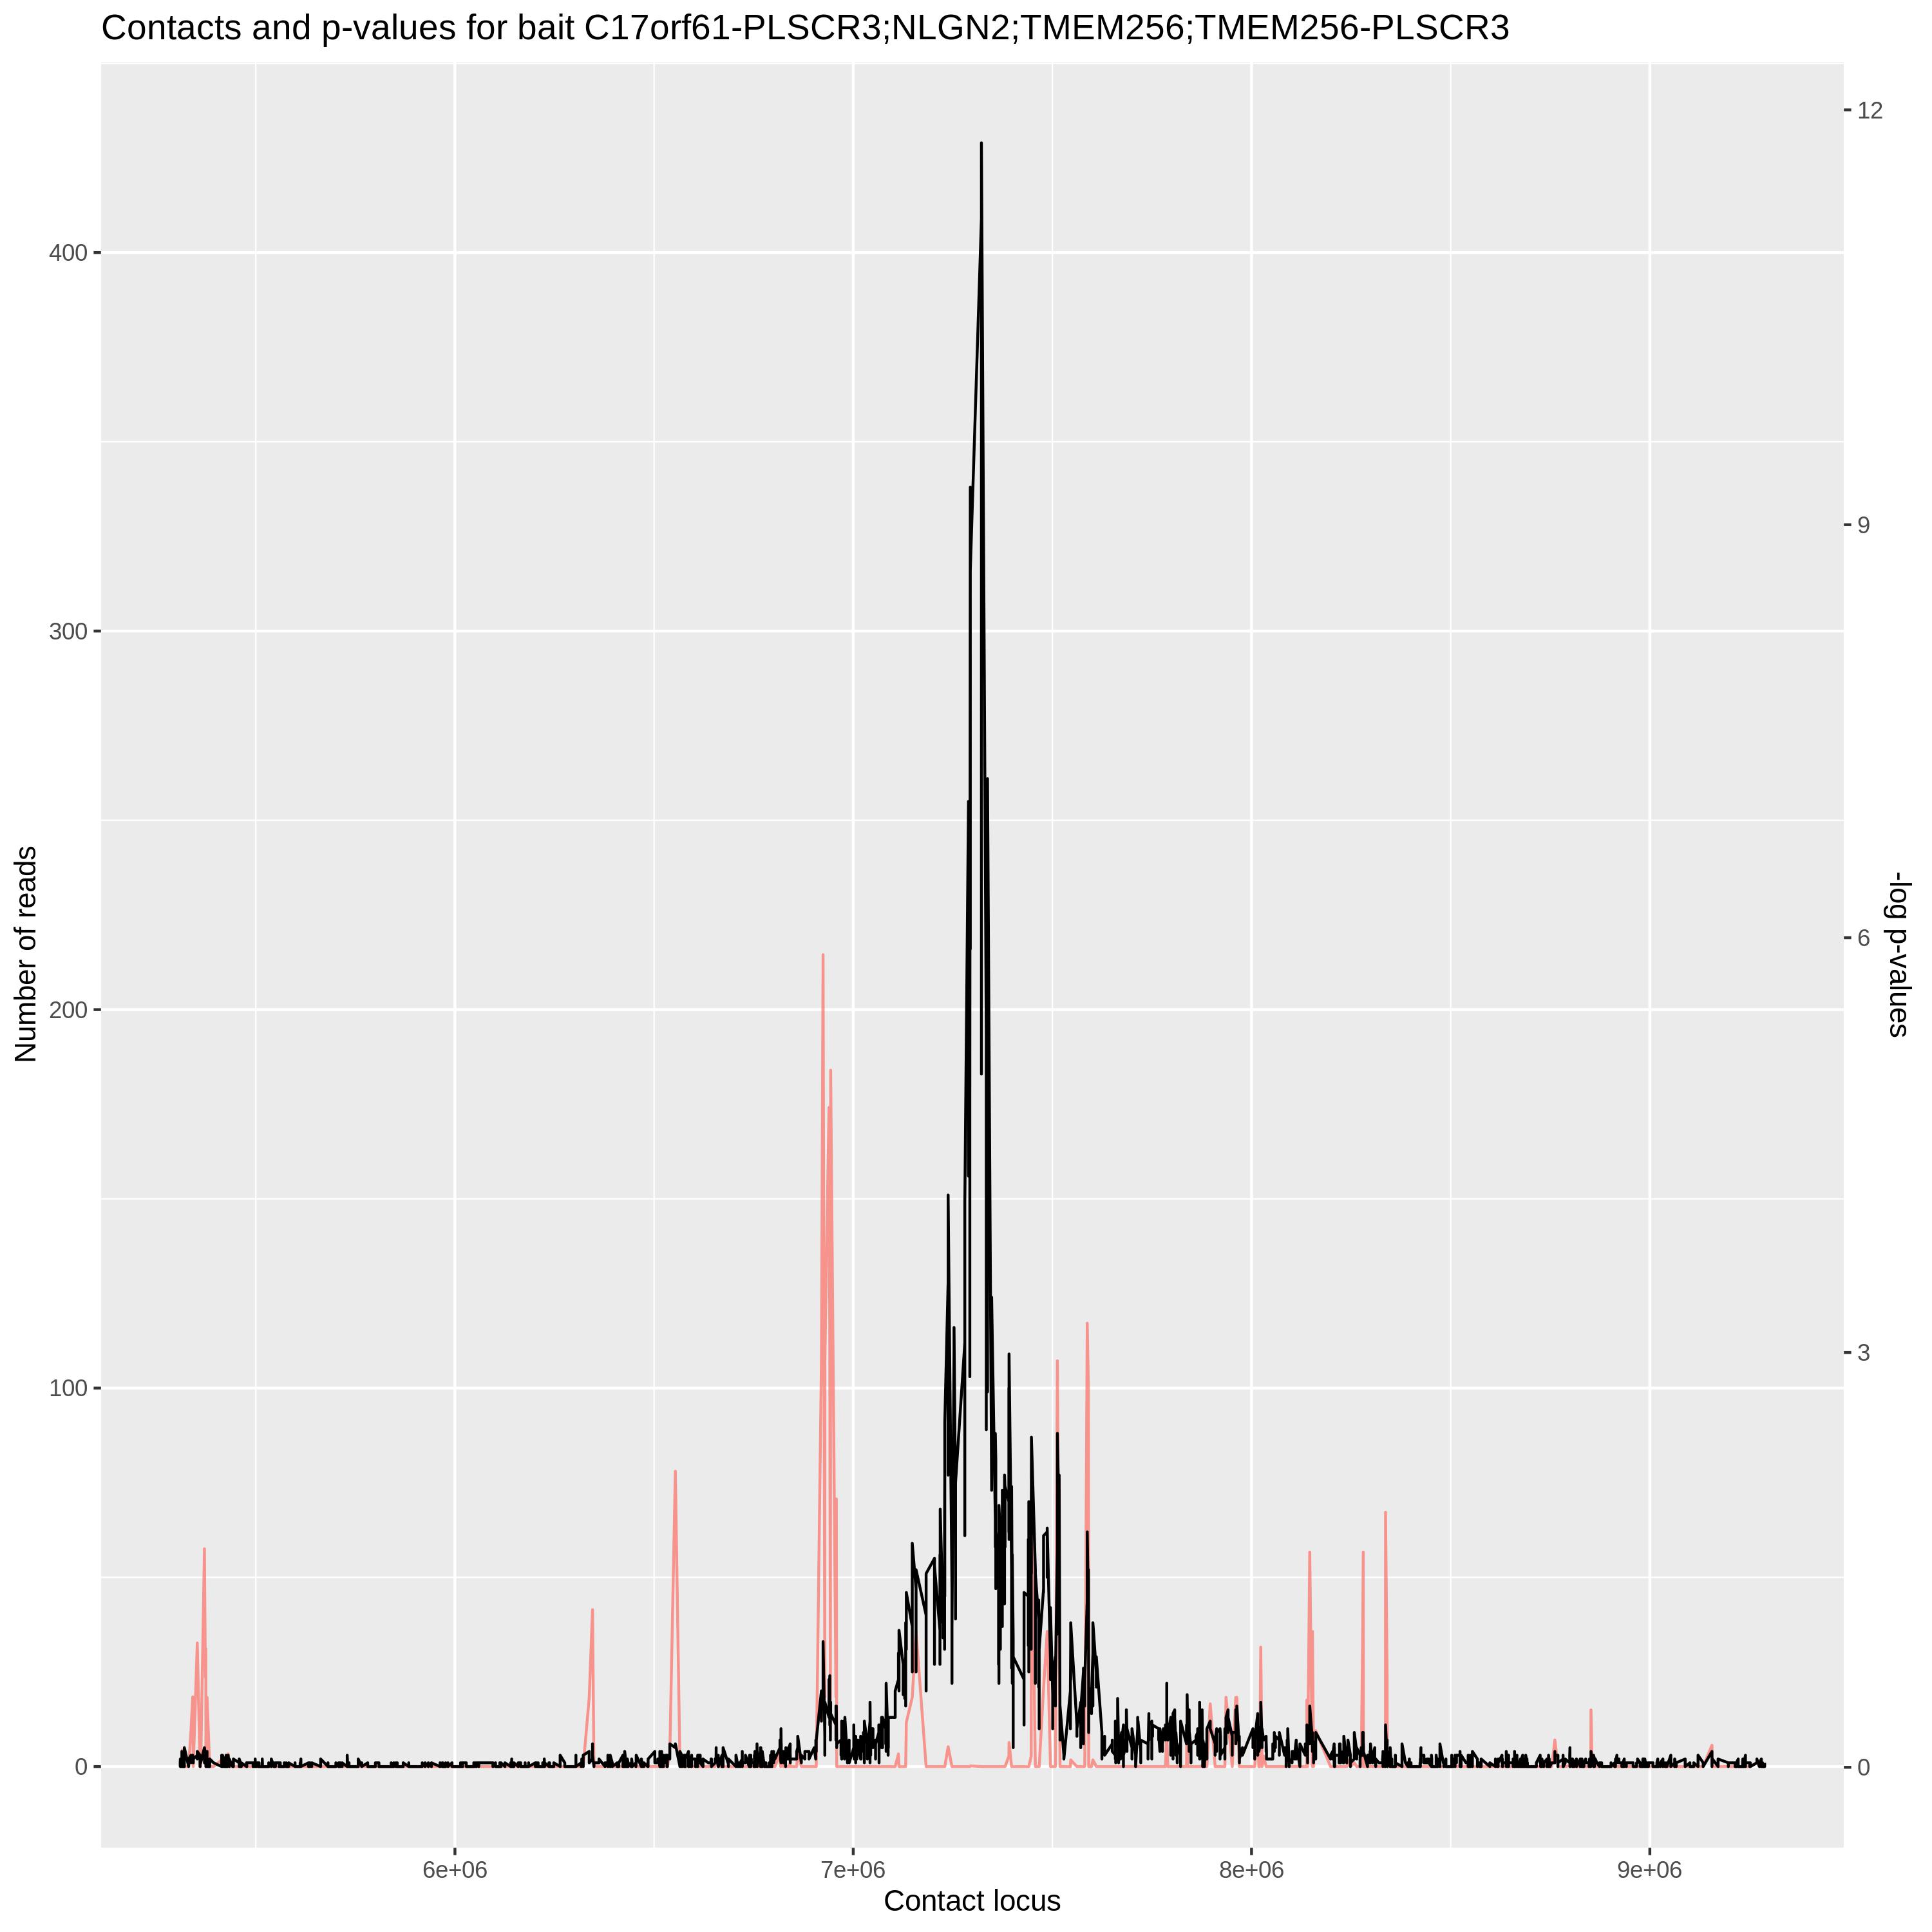 Contacts and p-values for bait C17orf61-PLSCR3;NLGN2;TMEM256;TMEM256-PLSCR3
12
400
9
300
Number of reads
6
-log p-values
200
3
100
0
0
6e+06
7e+06
8e+06
9e+06
Contact locus